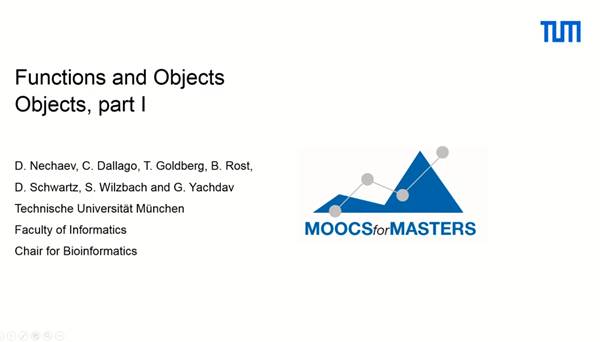 TUM
Functions and Objects
Objects, part I
D. Nechaev, C. Dallago, T. Goldberg, B. Rost,
D. Schwartz, S. Wilzbach and G. Yachdav
Technische Universität München
Faculty of Informatics
Chair for Bioinformatics
MOOCSforMASTERS